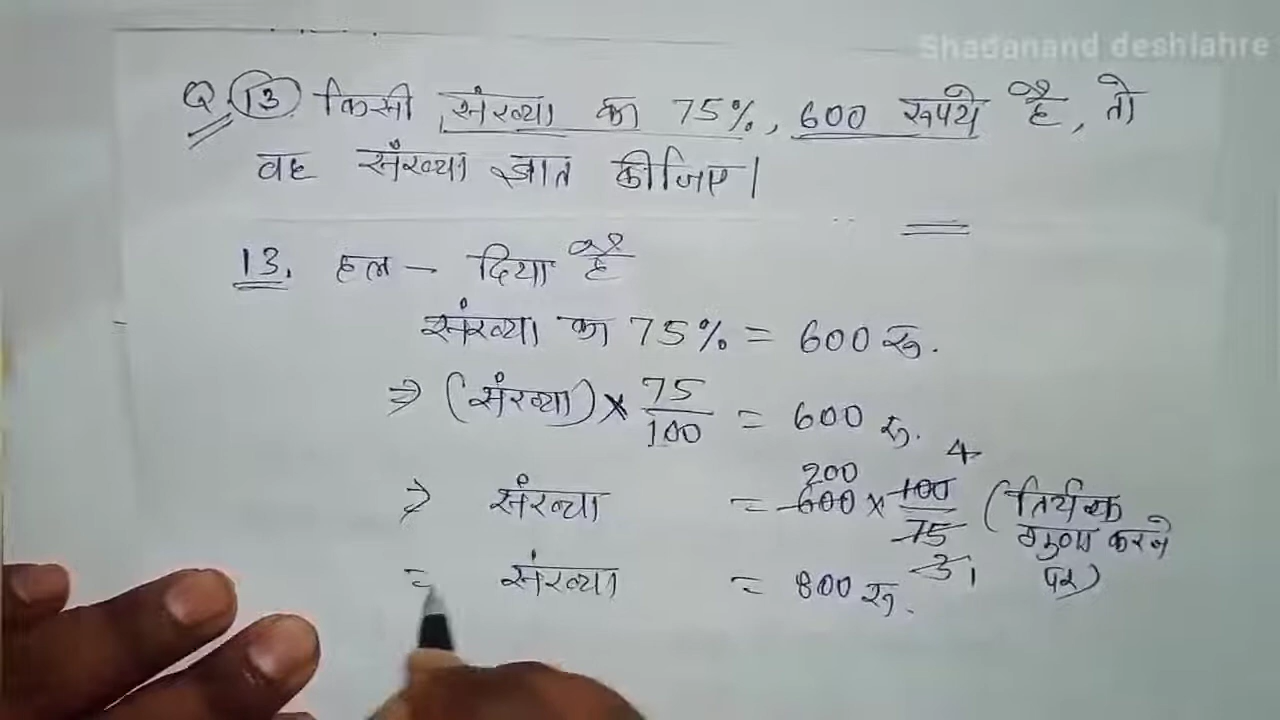 Shadanand deshlahre
Q.13 किसी संख्या का 75%, 600 रूपये है, तो
वह संख्या ज्ञात कीजिए।
13. हल - दिया है
संख्या का 75% = 600 रु.
⇒ (संख्या) × 75/100 = 600 रु.
200 4
⇒ संख्या = 600 × 100/75 (तिर्यक
गुणा करने
3 1 पर)
= संख्या = 800 रु.